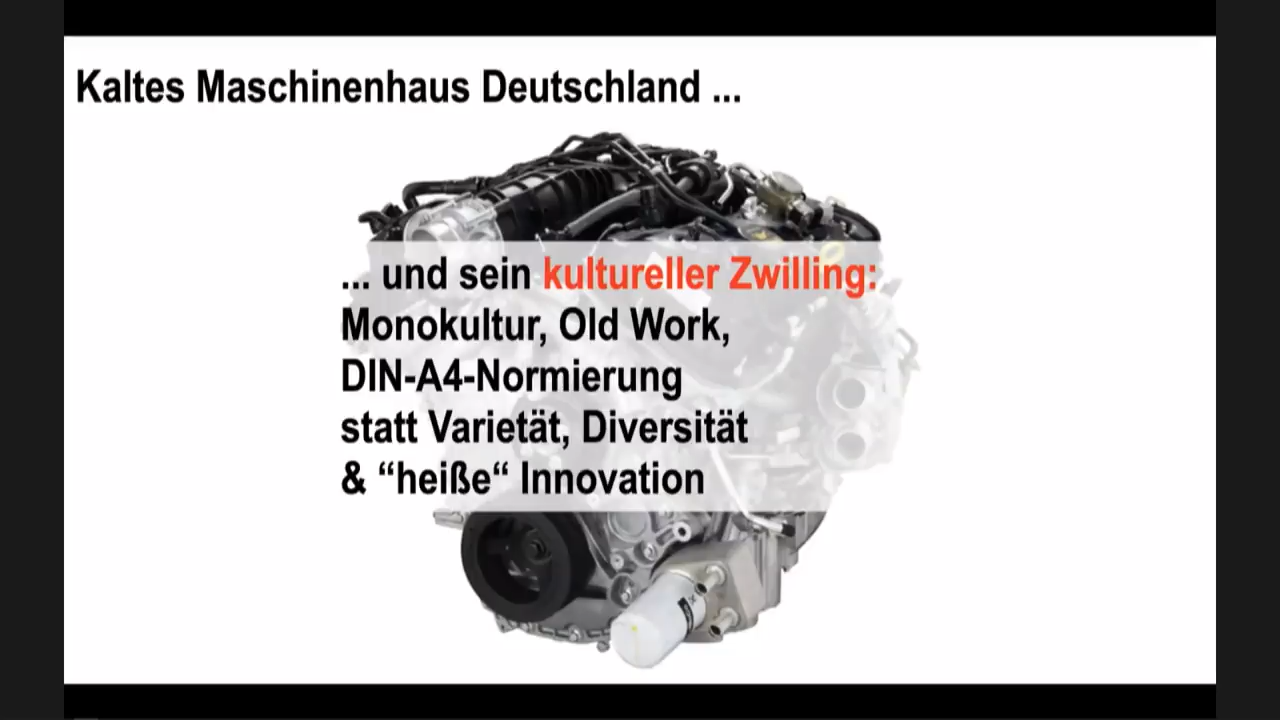 Kaltes Maschinenhaus Deutschland ...
... und sein kultureller Zwilling:
Monokultur, Old Work,
DIN-A4-Normierung
statt Varietät, Diversität
& “heiße“ Innovation